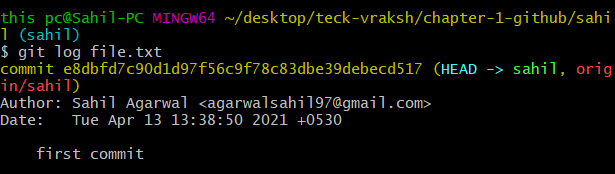 this pc@Sahil-PC MINGW64 ~/desktop/teck-vraksh/chapter-1-github/sahi
l (sahil)
$ git log file.txt
commit e8dbfd7c90d1d97f56c9f78c83dbe39debecd517 (HEAD -> sahil, orig
in/sahil)
Author: Sahil Agarwal <agarwalsahil97@gmail.com>
Date:   Tue Apr 13 13:38:50 2021 +0530
    first commit